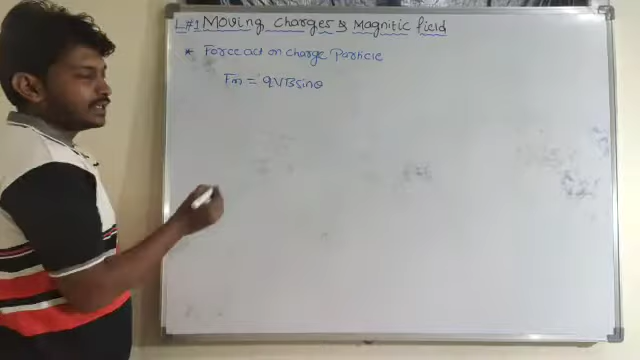 L#1 Moving charges & Magnitic field
* Force act on charge Particle
Fm = qVBsinθ